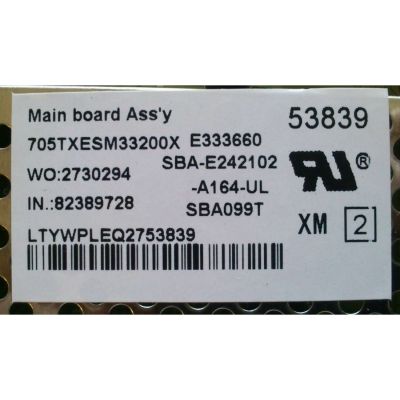 Main board Ass'y
53839
705TXESM33200X E333660
SBA-E242102
WO:2730294
-A164-UL
IN.:82389728
SBA099T
XM [2]
LTYWPLEQ2753839